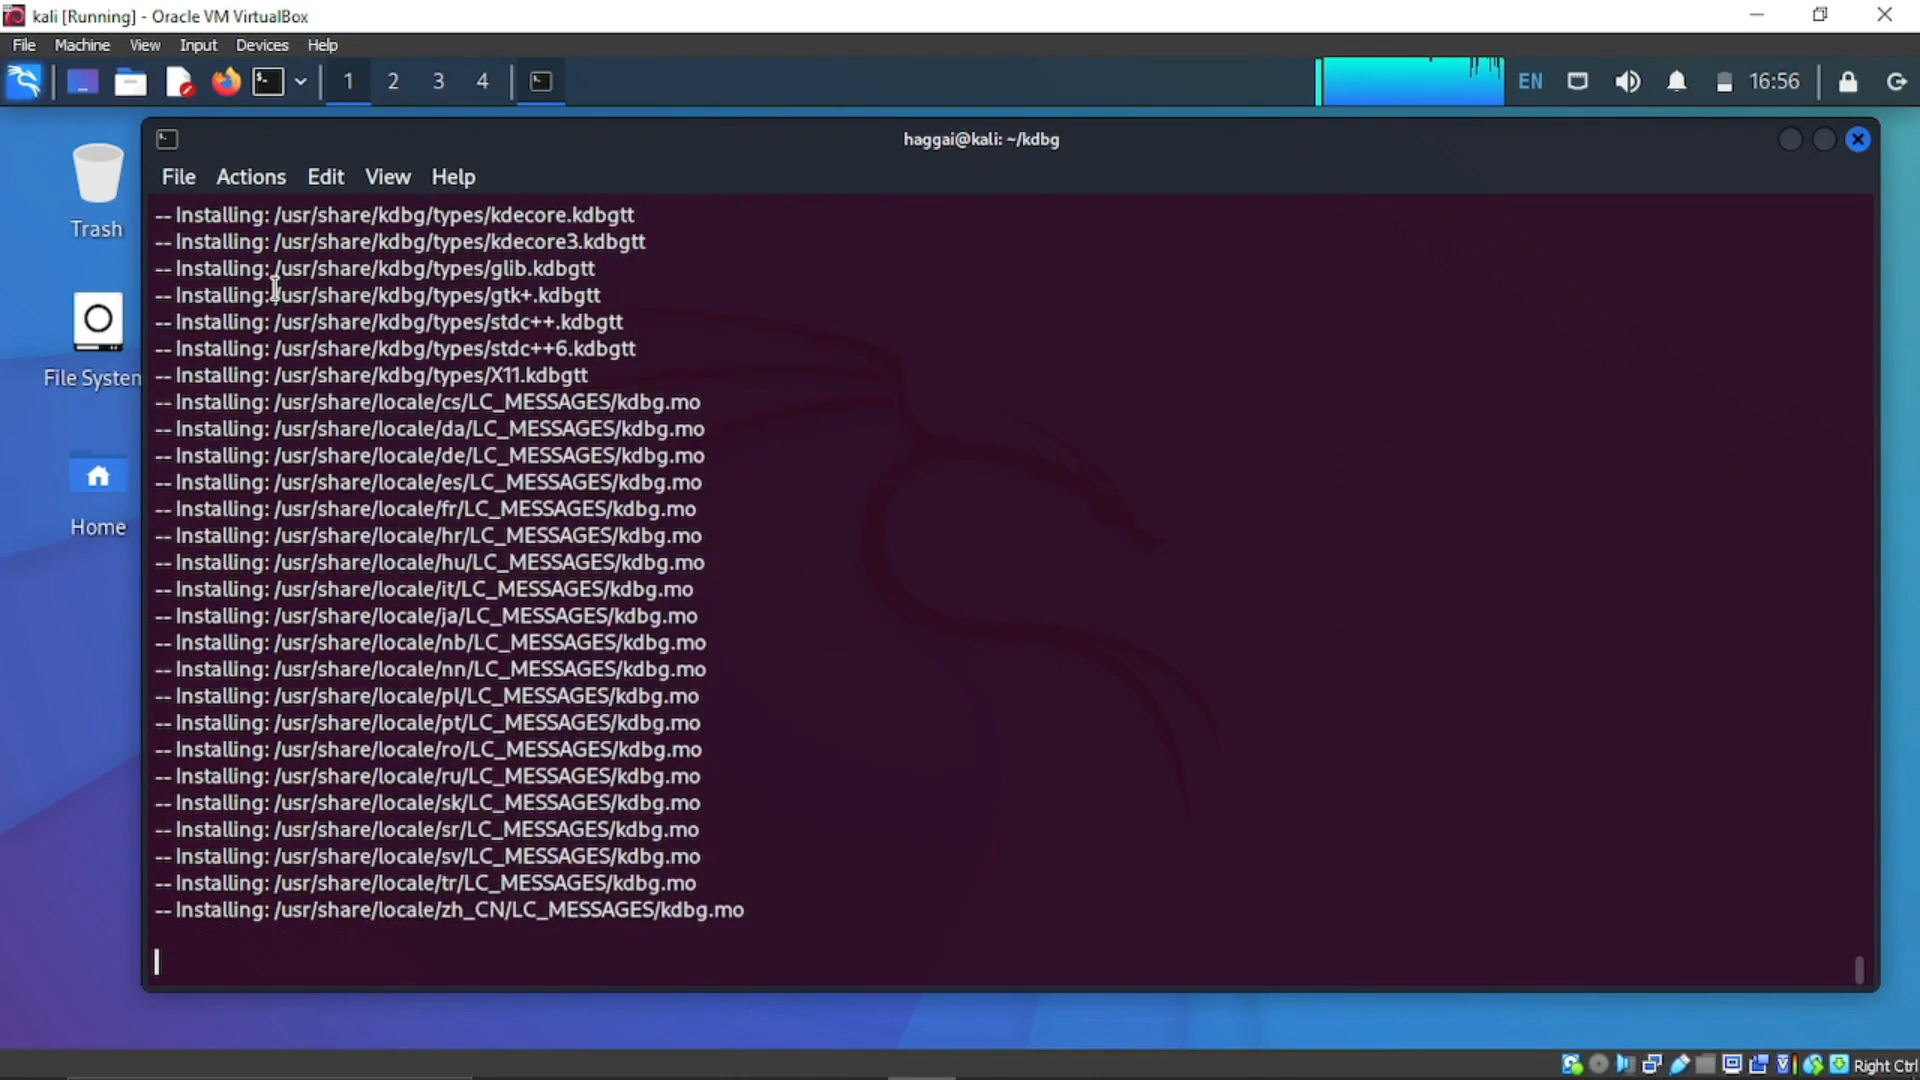 kali [Running] - Oracle VM VirtualBox
File Machine View Input Devices Help
1 2 3 4 EN 16:56
haggai@kali: ~/kdbg
File Actions Edit View Help
Trash
File System
Home
-- Installing: /usr/share/kdbg/types/kdecore.kdbgtt
-- Installing: /usr/share/kdbg/types/kdecore3.kdbgtt
-- Installing: /usr/share/kdbg/types/glib.kdbgtt
-- Installing: /usr/share/kdbg/types/gtk+.kdbgtt
-- Installing: /usr/share/kdbg/types/stdc++.kdbgtt
-- Installing: /usr/share/kdbg/types/stdc++6.kdbgtt
-- Installing: /usr/share/kdbg/types/X11.kdbgtt
-- Installing: /usr/share/locale/cs/LC_MESSAGES/kdbg.mo
-- Installing: /usr/share/locale/da/LC_MESSAGES/kdbg.mo
-- Installing: /usr/share/locale/de/LC_MESSAGES/kdbg.mo
-- Installing: /usr/share/locale/es/LC_MESSAGES/kdbg.mo
-- Installing: /usr/share/locale/fr/LC_MESSAGES/kdbg.mo
-- Installing: /usr/share/locale/hr/LC_MESSAGES/kdbg.mo
-- Installing: /usr/share/locale/hu/LC_MESSAGES/kdbg.mo
-- Installing: /usr/share/locale/it/LC_MESSAGES/kdbg.mo
-- Installing: /usr/share/locale/ja/LC_MESSAGES/kdbg.mo
-- Installing: /usr/share/locale/nb/LC_MESSAGES/kdbg.mo
-- Installing: /usr/share/locale/nn/LC_MESSAGES/kdbg.mo
-- Installing: /usr/share/locale/pl/LC_MESSAGES/kdbg.mo
-- Installing: /usr/share/locale/pt/LC_MESSAGES/kdbg.mo
-- Installing: /usr/share/locale/ro/LC_MESSAGES/kdbg.mo
-- Installing: /usr/share/locale/ru/LC_MESSAGES/kdbg.mo
-- Installing: /usr/share/locale/sk/LC_MESSAGES/kdbg.mo
-- Installing: /usr/share/locale/sr/LC_MESSAGES/kdbg.mo
-- Installing: /usr/share/locale/sv/LC_MESSAGES/kdbg.mo
-- Installing: /usr/share/locale/tr/LC_MESSAGES/kdbg.mo
-- Installing: /usr/share/locale/zh_CN/LC_MESSAGES/kdbg.mo
Right Ctrl